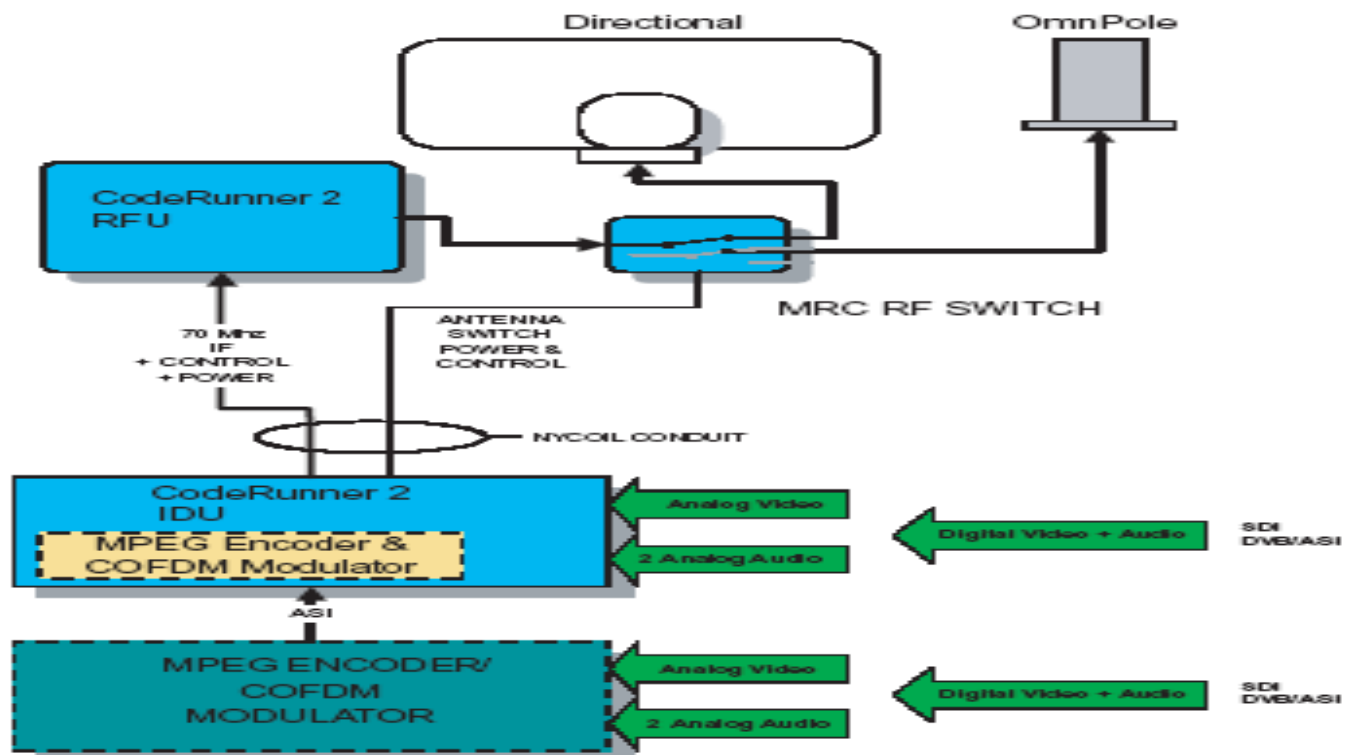 Directional
OmnPole
CodeRunner 2
RFU
MRC RF SWITCH
70 Mhz
IF
+ CONTROL
+ POWER
ANTENNA
SWITCH
POWER &
CONTROL
NYCOIL CONDUIT
CodeRunner 2
IDU
MPEG Encoder &
COFDM Modulator
Analog Video
2 Analog Audio
Digital Video + Audio
SDI
DVB/ASI
ASI
MPEG ENCODER/
COFDM
MODULATOR
Analog Video
2 Analog Audio
Digital Video + Audio
SDI
DVB/ASI